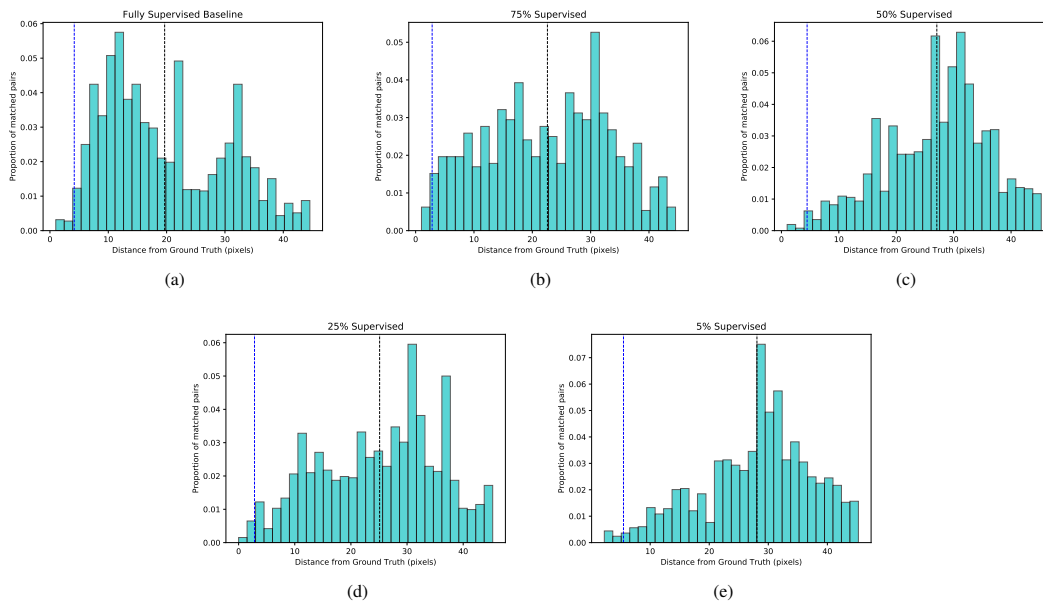 Fully Supervised Baseline
0.06
0.05
0.04
0.03
0.02
0.01
0.00
Proportion of matched pairs
0 10 20 30 40
Distance from Ground Truth (pixels)
(a)
75% Supervised
0.05
0.04
0.03
0.02
0.01
0.00
Proportion of matched pairs
0 10 20 30 40
Distance from Ground Truth (pixels)
(b)
50% Supervised
0.06
0.05
0.04
0.03
0.02
0.01
0.00
Proportion of matched pairs
0 10 20 30 40
Distance from Ground Truth (pixels)
(c)
25% Supervised
0.06
0.05
0.04
0.03
0.02
0.01
0.00
Proportion of matched pairs
0 10 20 30 40
Distance from Ground Truth (pixels)
(d)
5% Supervised
0.07
0.06
0.05
0.04
0.03
0.02
0.01
0.00
Proportion of matched pairs
10 20 30 40
Distance from Ground Truth (pixels)
(e)